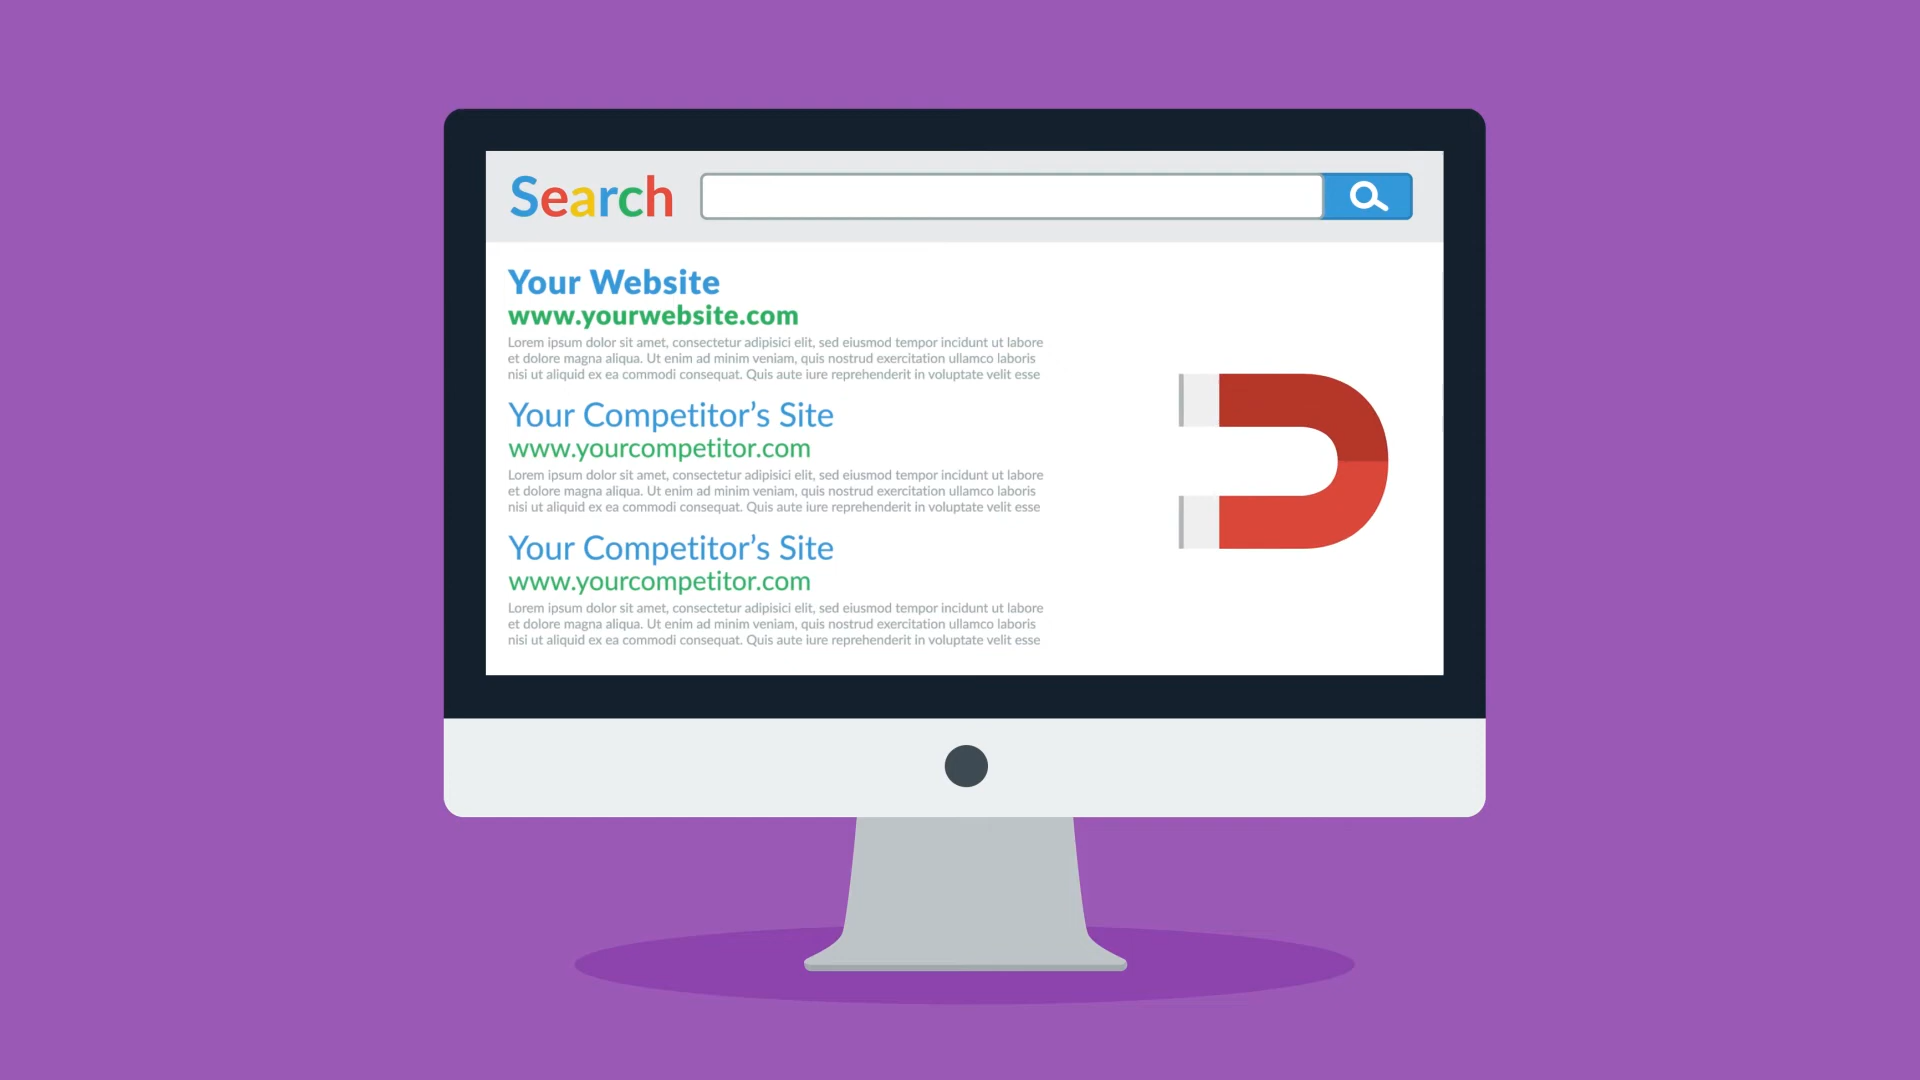 Search
Your Website
www.yourwebsite.com
Lorem ipsum dolor sit amet, consectetur adipisici elit, sed eiusmod tempor incidunt ut labore
et dolore magna aliqua. Ut enim ad minim veniam, quis nostrud exercitation ullamco laboris
nisi ut aliquid ex ea commodi consequat. Quis aute iure reprehenderit in voluptate velit esse
Your Competitor’s Site
www.yourcompetitor.com
Lorem ipsum dolor sit amet, consectetur adipisici elit, sed eiusmod tempor incidunt ut labore
et dolore magna aliqua. Ut enim ad minim veniam, quis nostrud exercitation ullamco laboris
nisi ut aliquid ex ea commodi consequat. Quis aute iure reprehenderit in voluptate velit esse
Your Competitor’s Site
www.yourcompetitor.com
Lorem ipsum dolor sit amet, consectetur adipisici elit, sed eiusmod tempor incidunt ut labore
et dolore magna aliqua. Ut enim ad minim veniam, quis nostrud exercitation ullamco laboris
nisi ut aliquid ex ea commodi consequat. Quis aute iure reprehenderit in voluptate velit esse